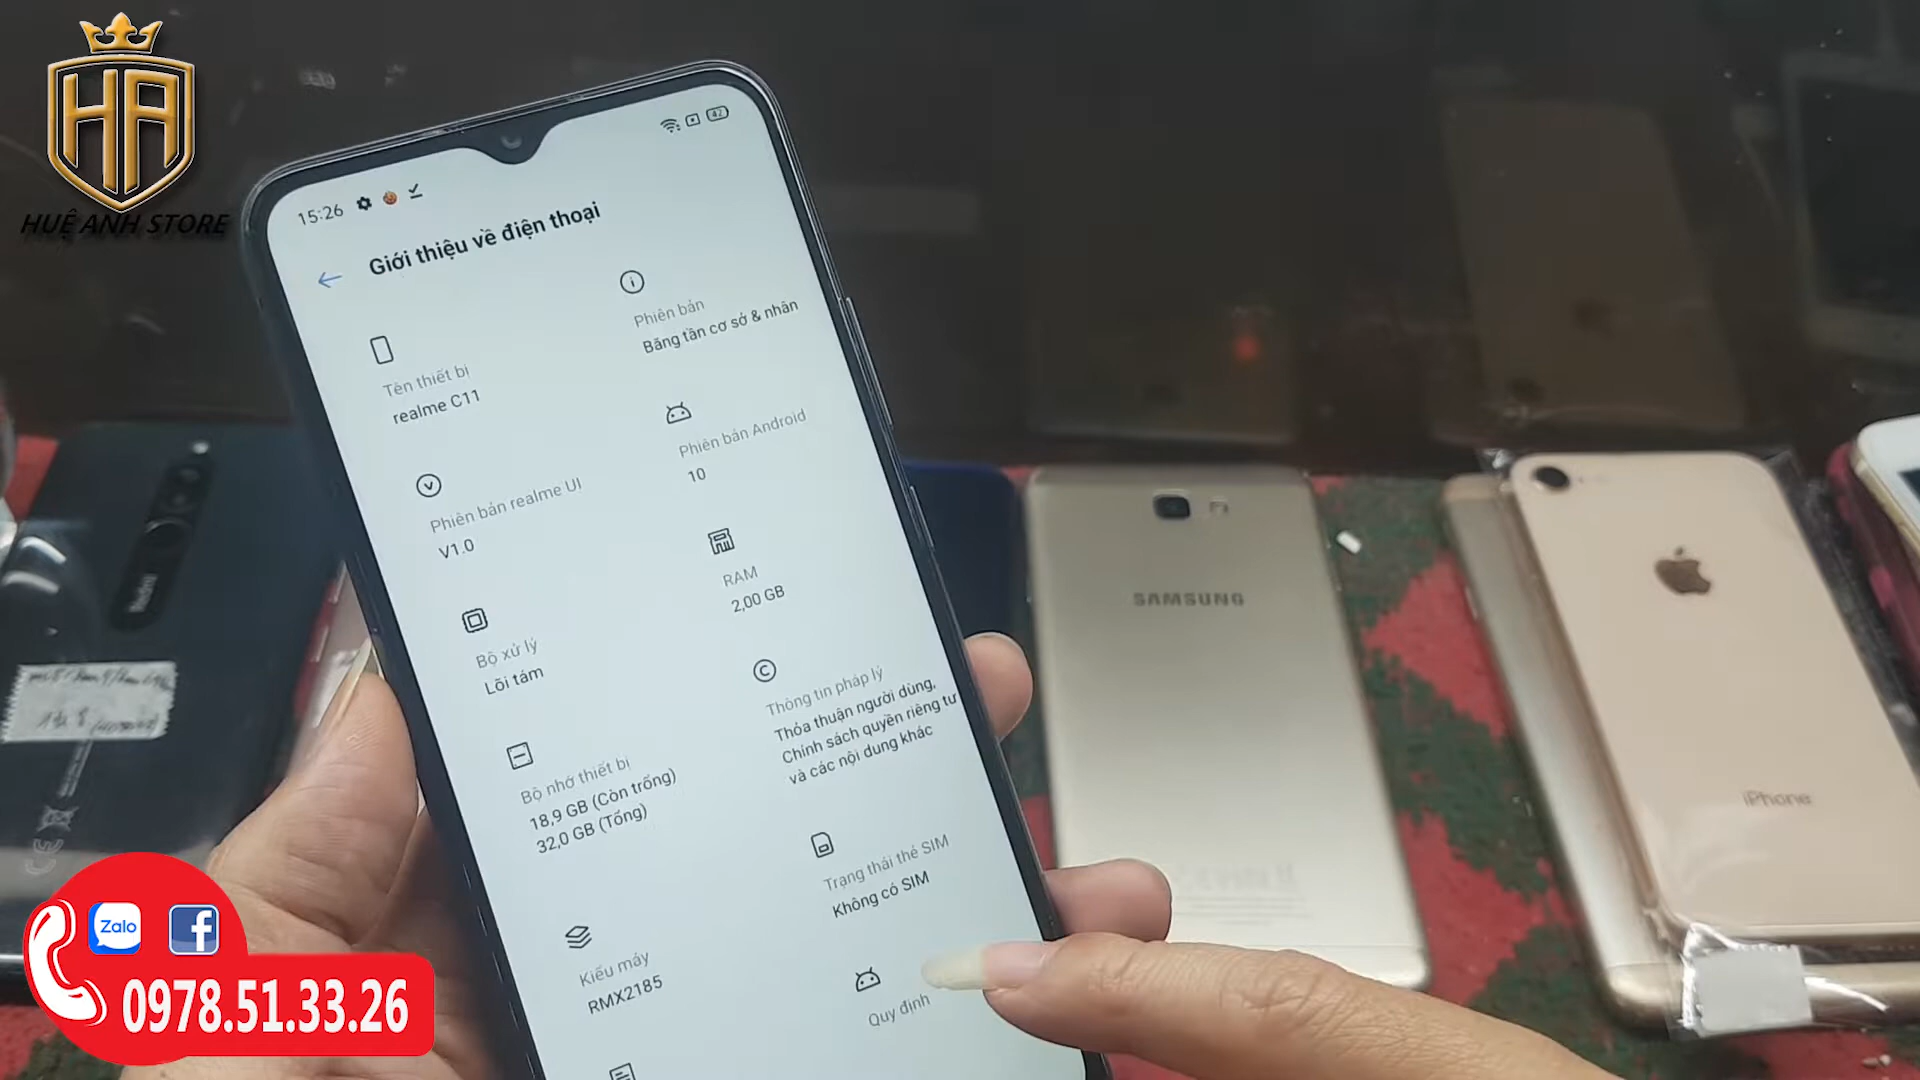 HA
HUỆ ANH STORE
15:26
42
Giới thiệu về điện thoại
Tên thiết bị
realme C11
Phiên bản
Băng tần cơ sở & nhân
Phiên bản realme UI
V1.0
Phiên bản Android
10
Bộ xử lý
Lõi tám
RAM
2,00 GB
Bộ nhớ thiết bị
18,9 GB (Còn trống)
32,0 GB (Tổng)
Thông tin pháp lý
Thỏa thuận người dùng,
Chính sách quyền riêng tư
và các nội dung khác
Kiểu máy
RMX2185
Trạng thái thẻ SIM
Không có SIM
Quy định
Redmi
CE
SAMSUNG
iPhone
Zalo
f
0978.51.33.26